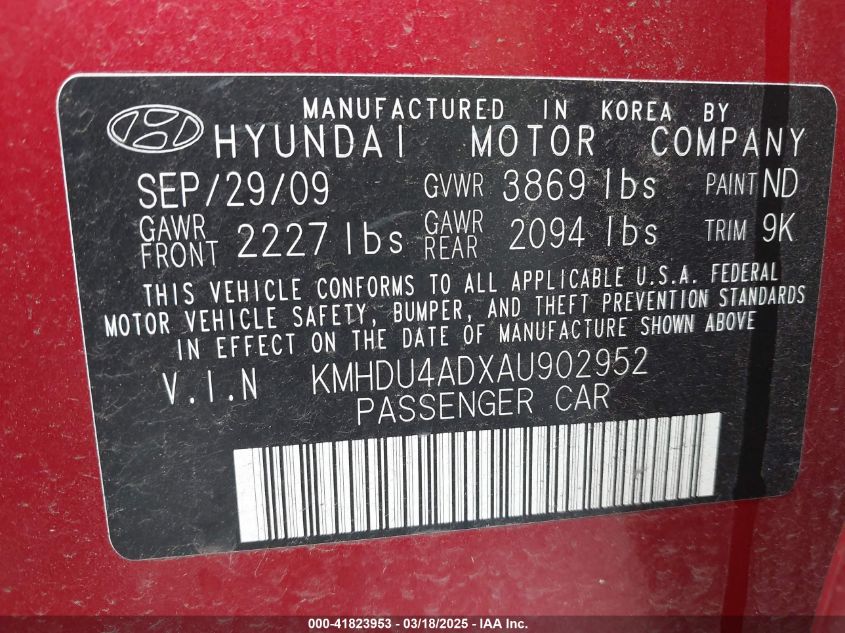 MANUFACTURED IN KOREA BY
HYUNDAI MOTOR COMPANY
SEP/29/09 GVWR 3869 lbs PAINT ND
GAWR FRONT 2227 lbs GAWR REAR 2094 lbs TRIM 9K
THIS VEHICLE CONFORMS TO ALL APPLICABLE U.S.A. FEDERAL
MOTOR VEHICLE SAFETY, BUMPER, AND THEFT PREVENTION STANDARDS
IN EFFECT ON THE DATE OF MANUFACTURE SHOWN ABOVE
V.I.N KMHDU4ADXAU902952
PASSENGER CAR
000-41823953 — 03/18/2025 — IAA Inc.